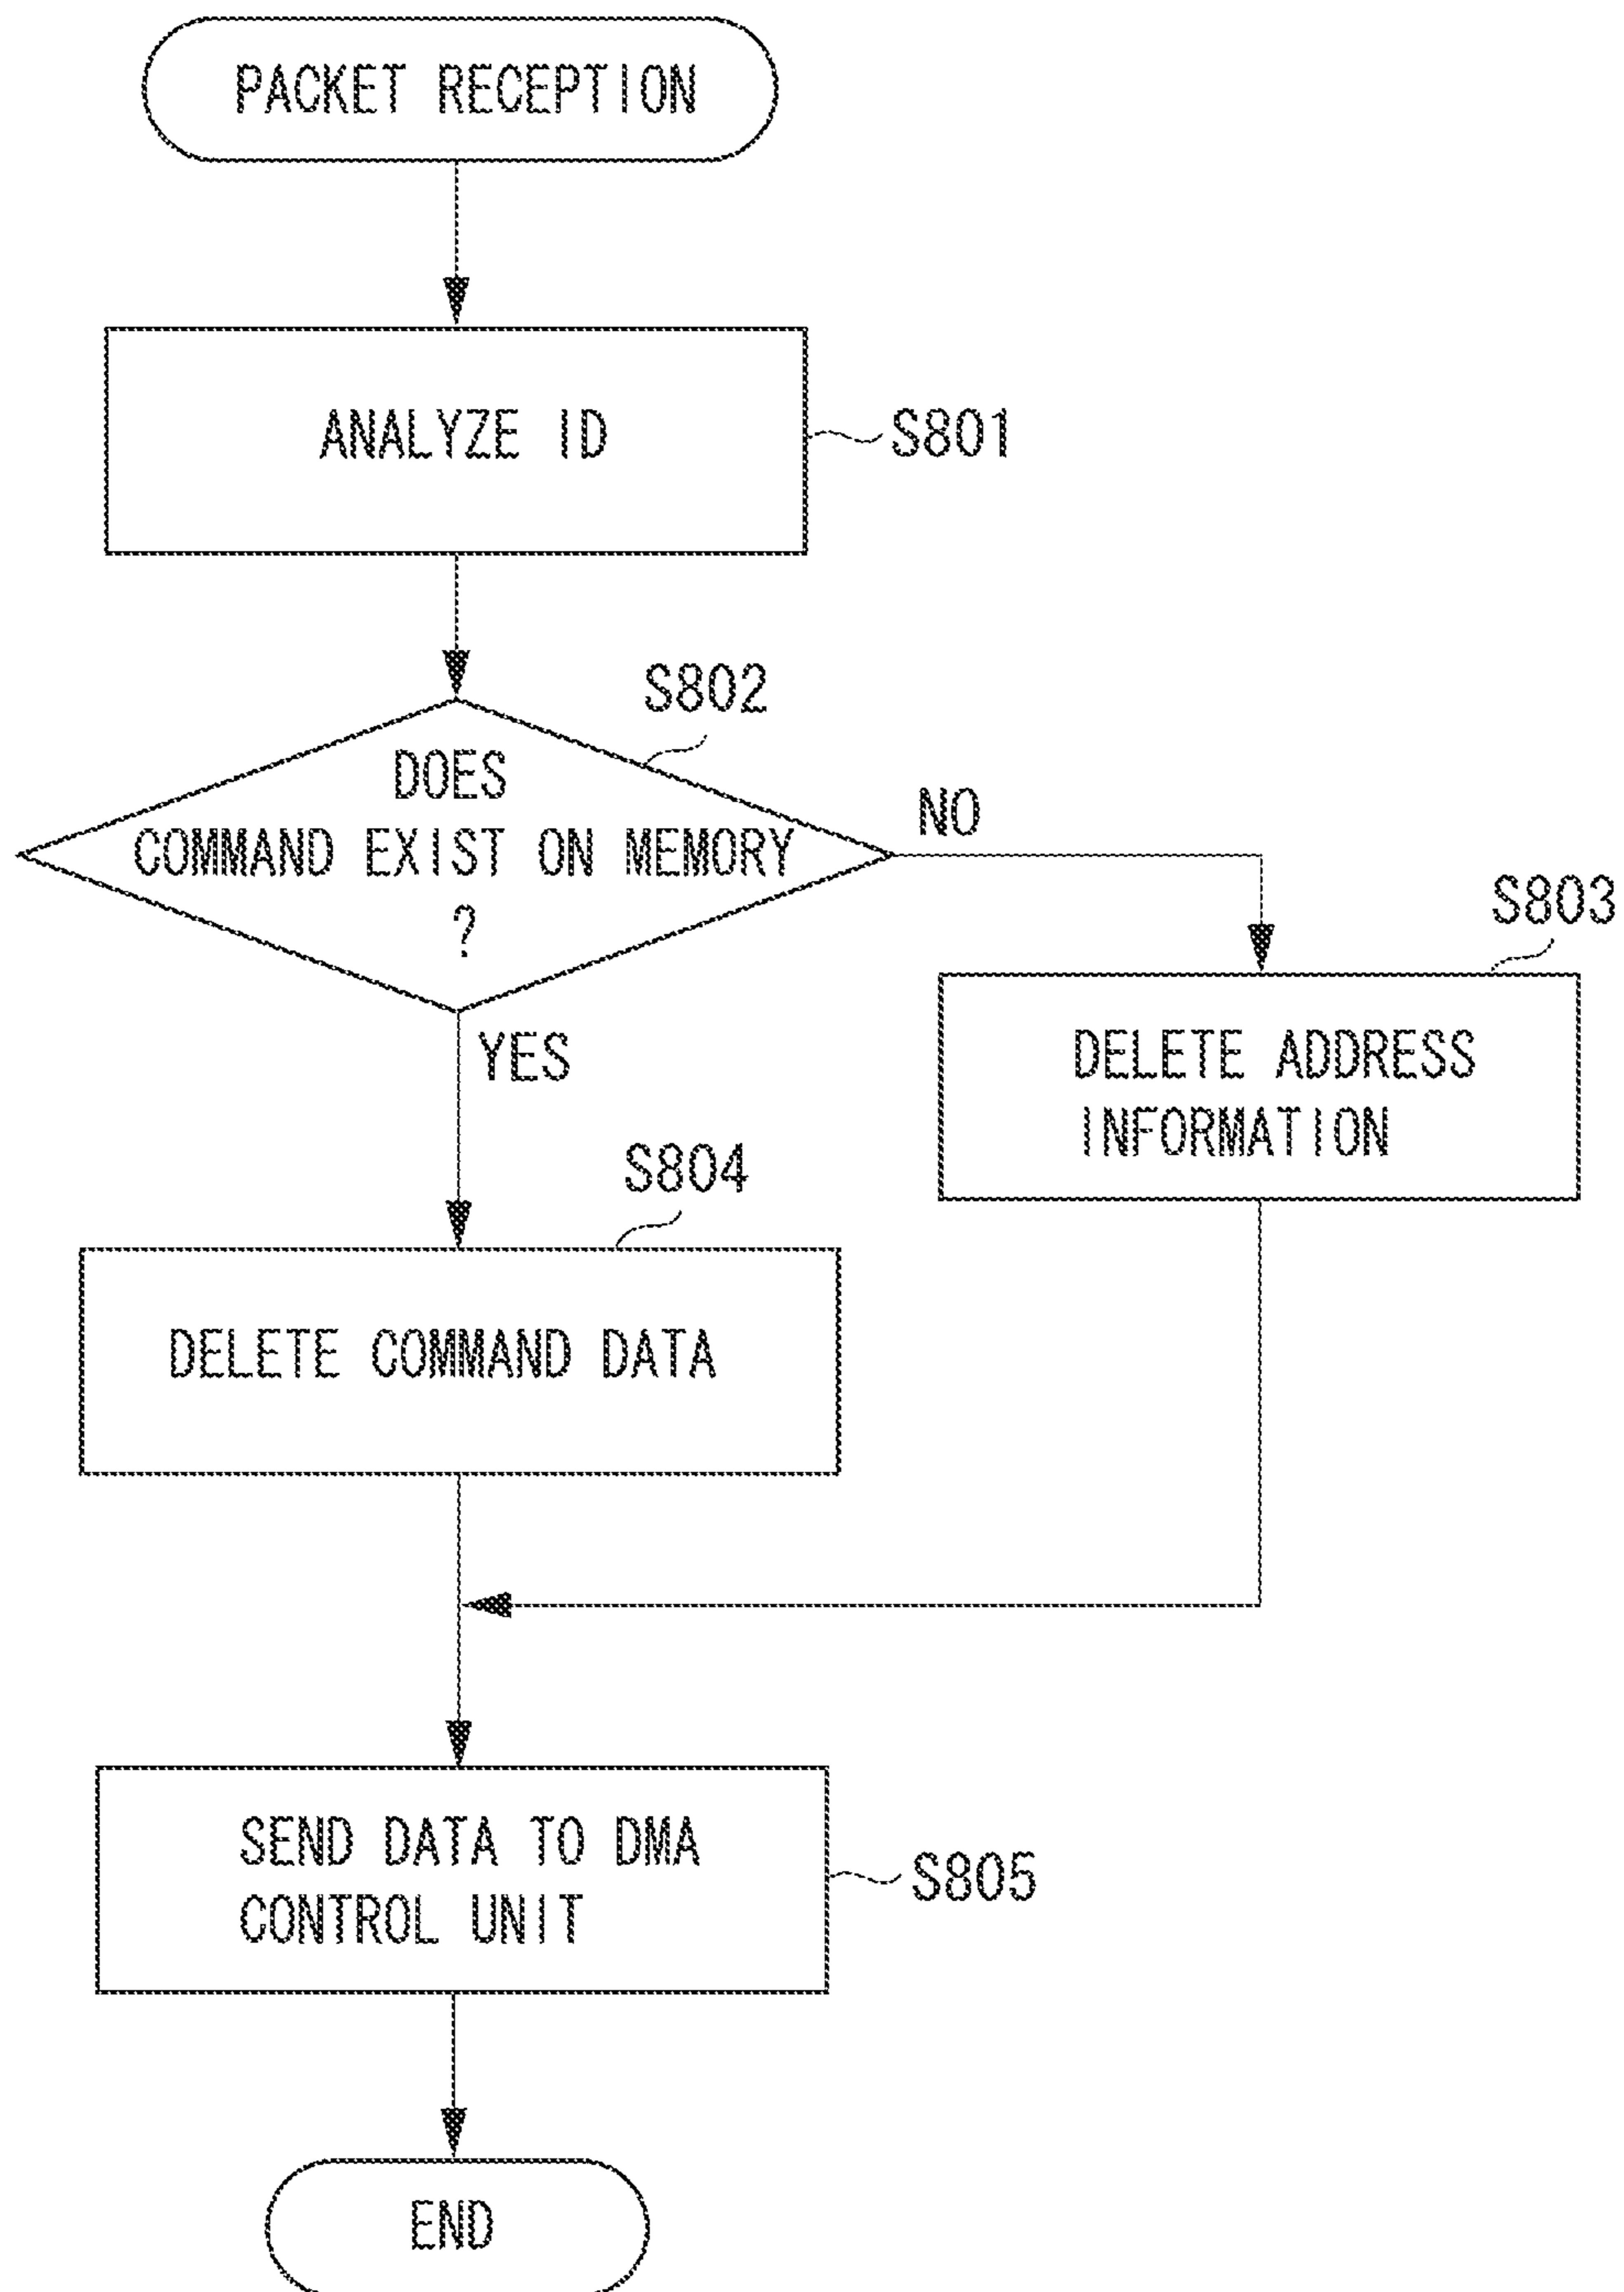 PACKET RECEPTION
ANALYZE ID
S801
S802
DOES
COMMAND EXIST ON MEMORY
?
NO
S803
DELETE ADDRESS
INFORMATION
YES
S804
DELETE COMMAND DATA
SEND DATA TO DMA
CONTROL UNIT
S805
END